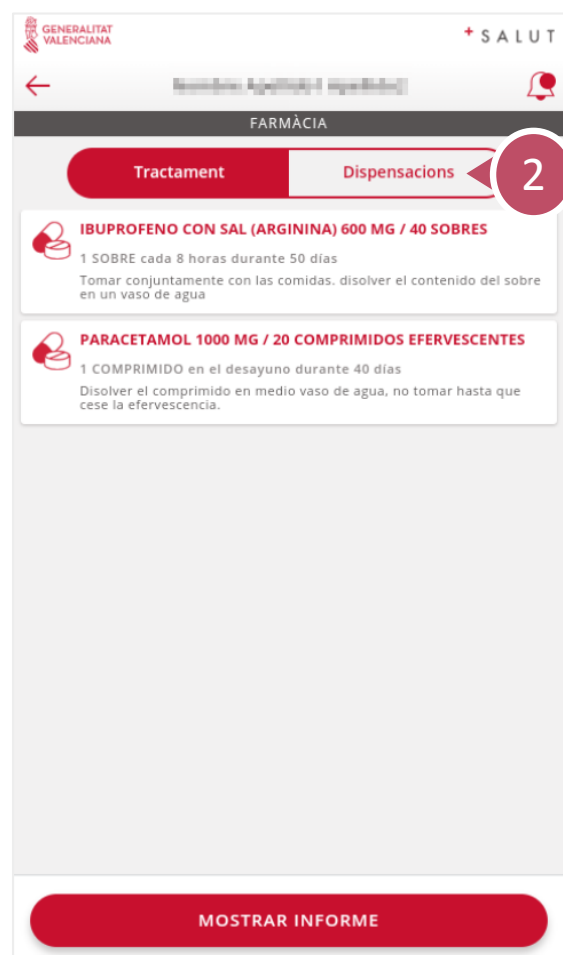 GENERALITAT
VALENCIANA
+ SALUT
FARMÀCIA
Tractament
Dispensacions
2
IBUPROFENO CON SAL (ARGININA) 600 MG / 40 SOBRES
1 SOBRE cada 8 horas durante 50 días
Tomar conjuntamente con las comidas. disolver el contenido del sobre
en un vaso de agua
PARACETAMOL 1000 MG / 20 COMPRIMIDOS EFERVESCENTES
1 COMPRIMIDO en el desayuno durante 40 días
Disolver el comprimido en medio vaso de agua, no tomar hasta que
cese la efervescencia.
MOSTRAR INFORME